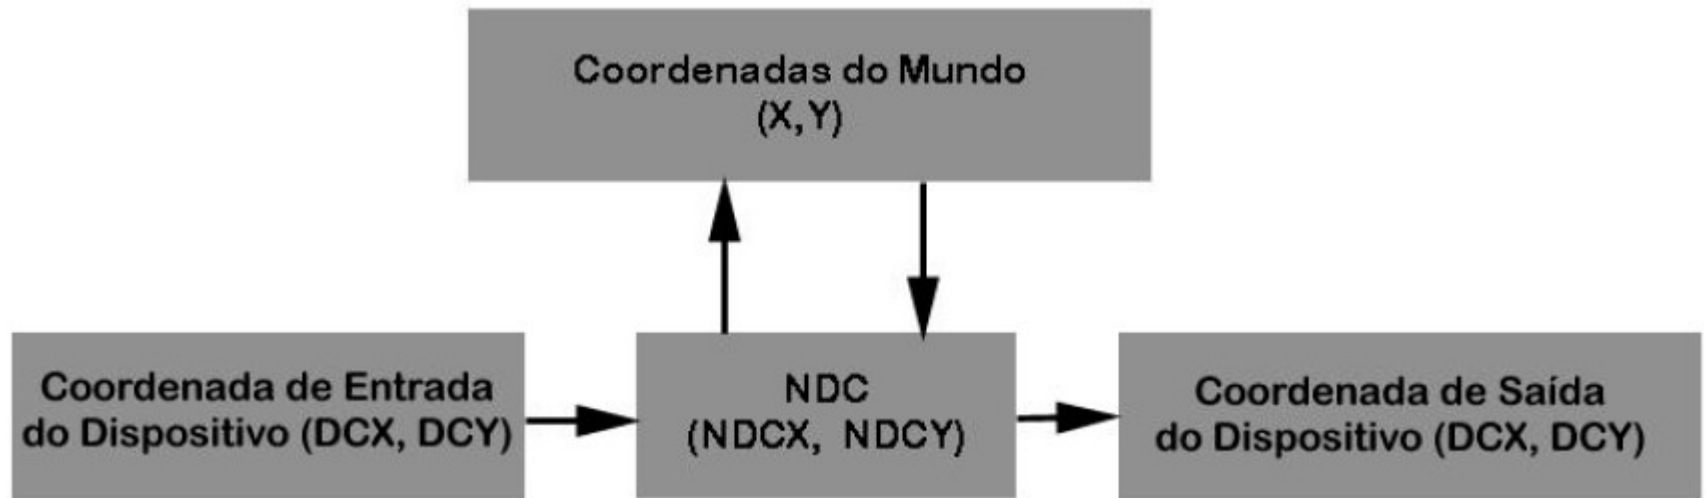 Coordenadas do Mundo
(X,Y)
Coordenada de Entrada
do Dispositivo (DCX, DCY)
NDC
(NDCX, NDCY)
Coordenada de Saída
do Dispositivo (DCX, DCY)